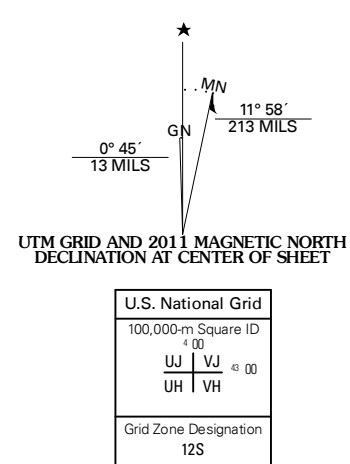 MN
GN
11° 58´
213 MILS
0° 45´
13 MILS
UTM GRID AND 2011 MAGNETIC NORTH
DECLINATION AT CENTER OF SHEET
U.S. National Grid
100,000-m Square ID
4 00
UJ VJ 43 00
UH VH
Grid Zone Designation
12S